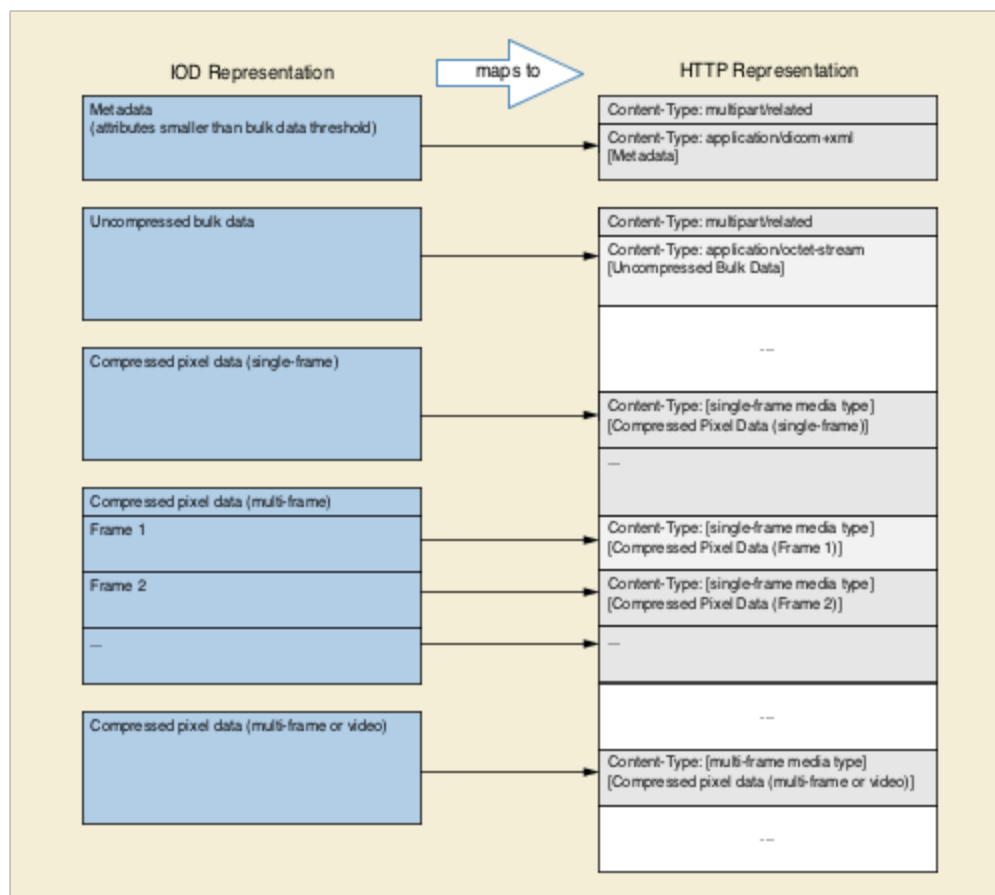 IOD Representation
maps to
HTTP Representation
Metadata
(attributes smaller than bulk data threshold)
Content-Type: multipart/related
Content-Type: application/dicom+xml
[Metadata]
Uncompressed bulk data
Content-Type: multipart/related
Content-Type: application/octet-stream
[Uncompressed Bulk Data]
...
Compressed pixel data (single-frame)
Content-Type: [single-frame media type]
[Compressed Pixel Data (single-frame)]
...
Compressed pixel data (multi-frame)
Frame 1
Content-Type: [single-frame media type]
[Compressed Pixel Data (Frame 1)]
Frame 2
Content-Type: [single-frame media type]
[Compressed Pixel Data (Frame 2)]
...
...
...
Compressed pixel data (multi-frame or video)
Content-Type: [multi-frame media type]
[Compressed pixel data (multi-frame or video)]
...